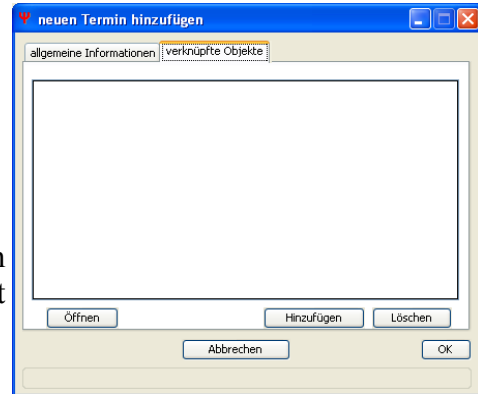 neuen Termin hinzufügen
allgemeine Informationen verknüpfte Objekte
Öffnen Hinzufügen Löschen
Abbrechen OK